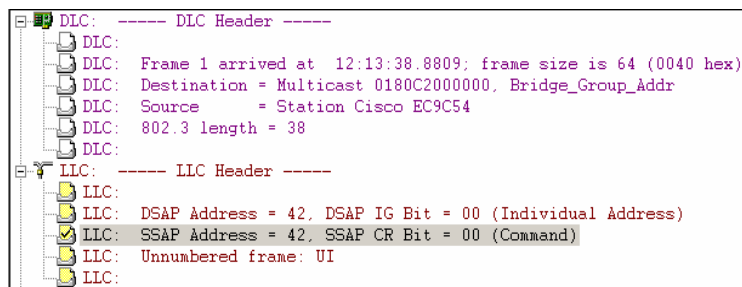 DLC: ----- DLC Header -----
DLC:
DLC: Frame 1 arrived at 12:13:38.8809; frame size is 64 (0040 hex)
DLC: Destination = Multicast 0180C2000000, Bridge_Group_Addr
DLC: Source = Station Cisco EC9C54
DLC: 802.3 length = 38
DLC:
LLC: ----- LLC Header -----
LLC:
LLC: DSAP Address = 42, DSAP IG Bit = 00 (Individual Address)
LLC: SSAP Address = 42, SSAP CR Bit = 00 (Command)
LLC: Unnumbered frame: UI
LLC: